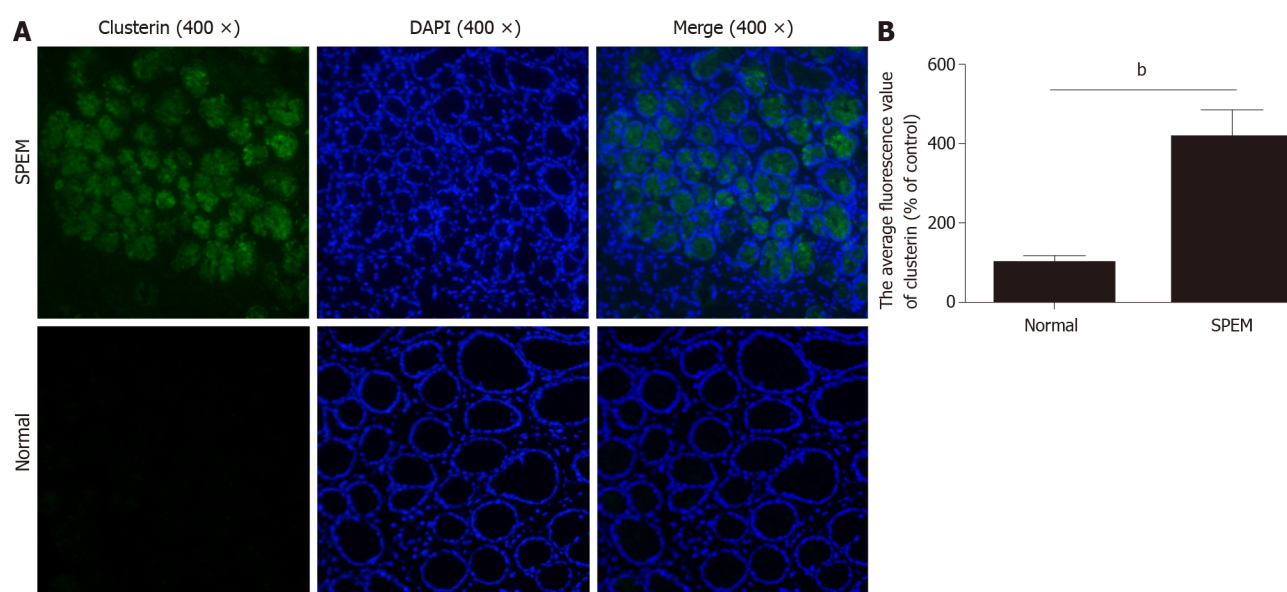 A
Clusterin (400 ×)
DAPI (400 ×)
Merge (400 ×)
SPEM
Normal
B
The average fluorescence value
of clusterin (% of control)
600
400
200
0
b
Normal
SPEM